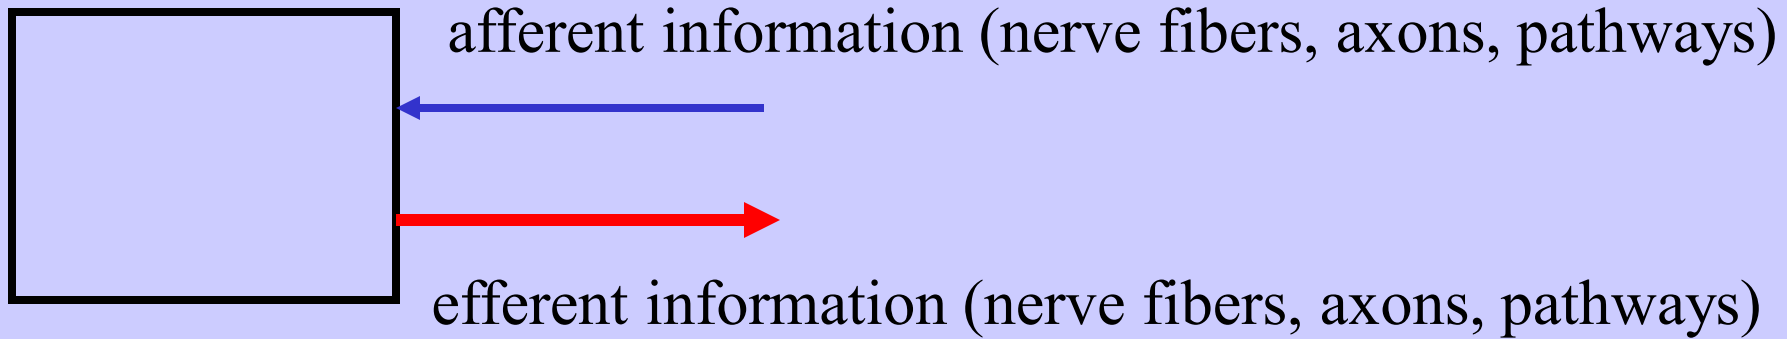 afferent information (nerve fibers, axons, pathways)
efferent information (nerve fibers, axons, pathways)